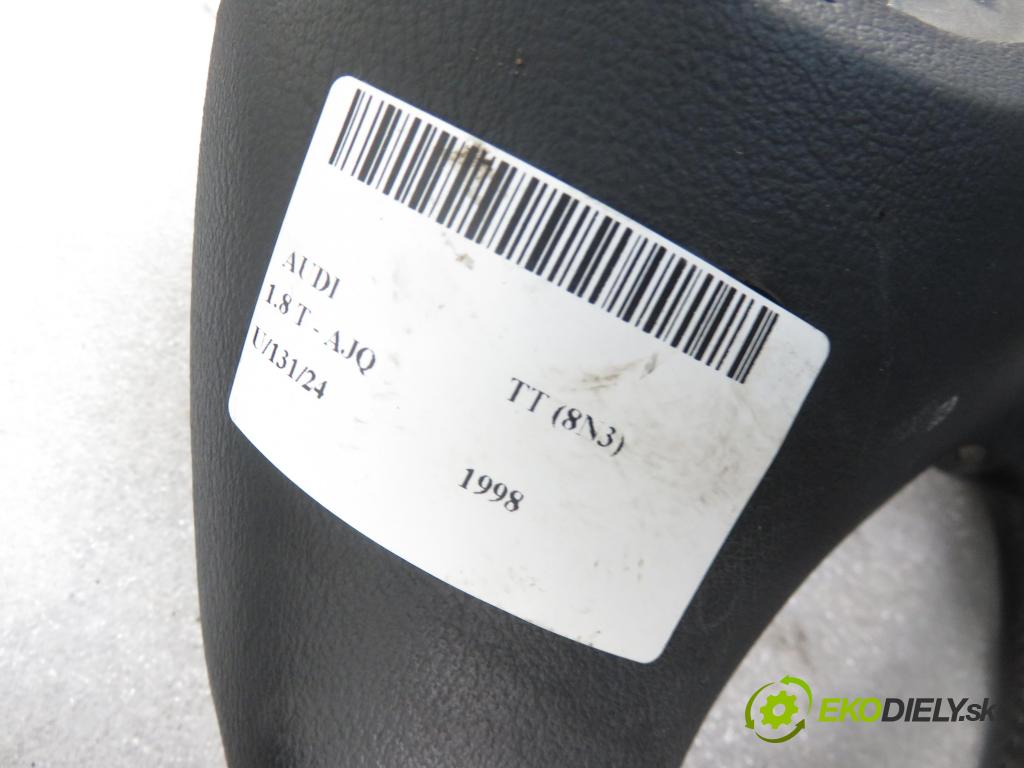 AUDI
TT (8N3)
1.8 T - AJQ
1998
U/131/24
EKODIELY.sk